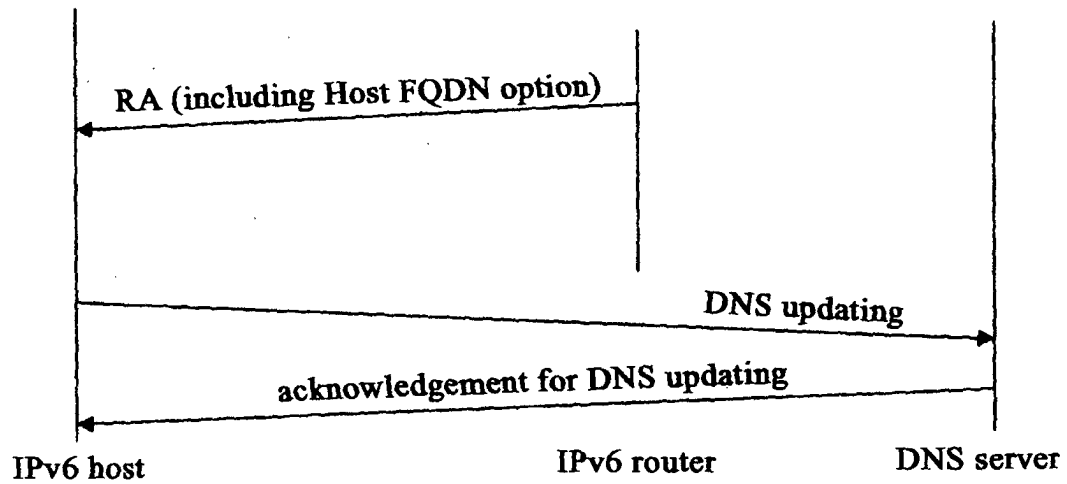 RA (including Host FQDN option)
DNS updating
acknowledgement for DNS updating
IPv6 host
IPv6 router
DNS server